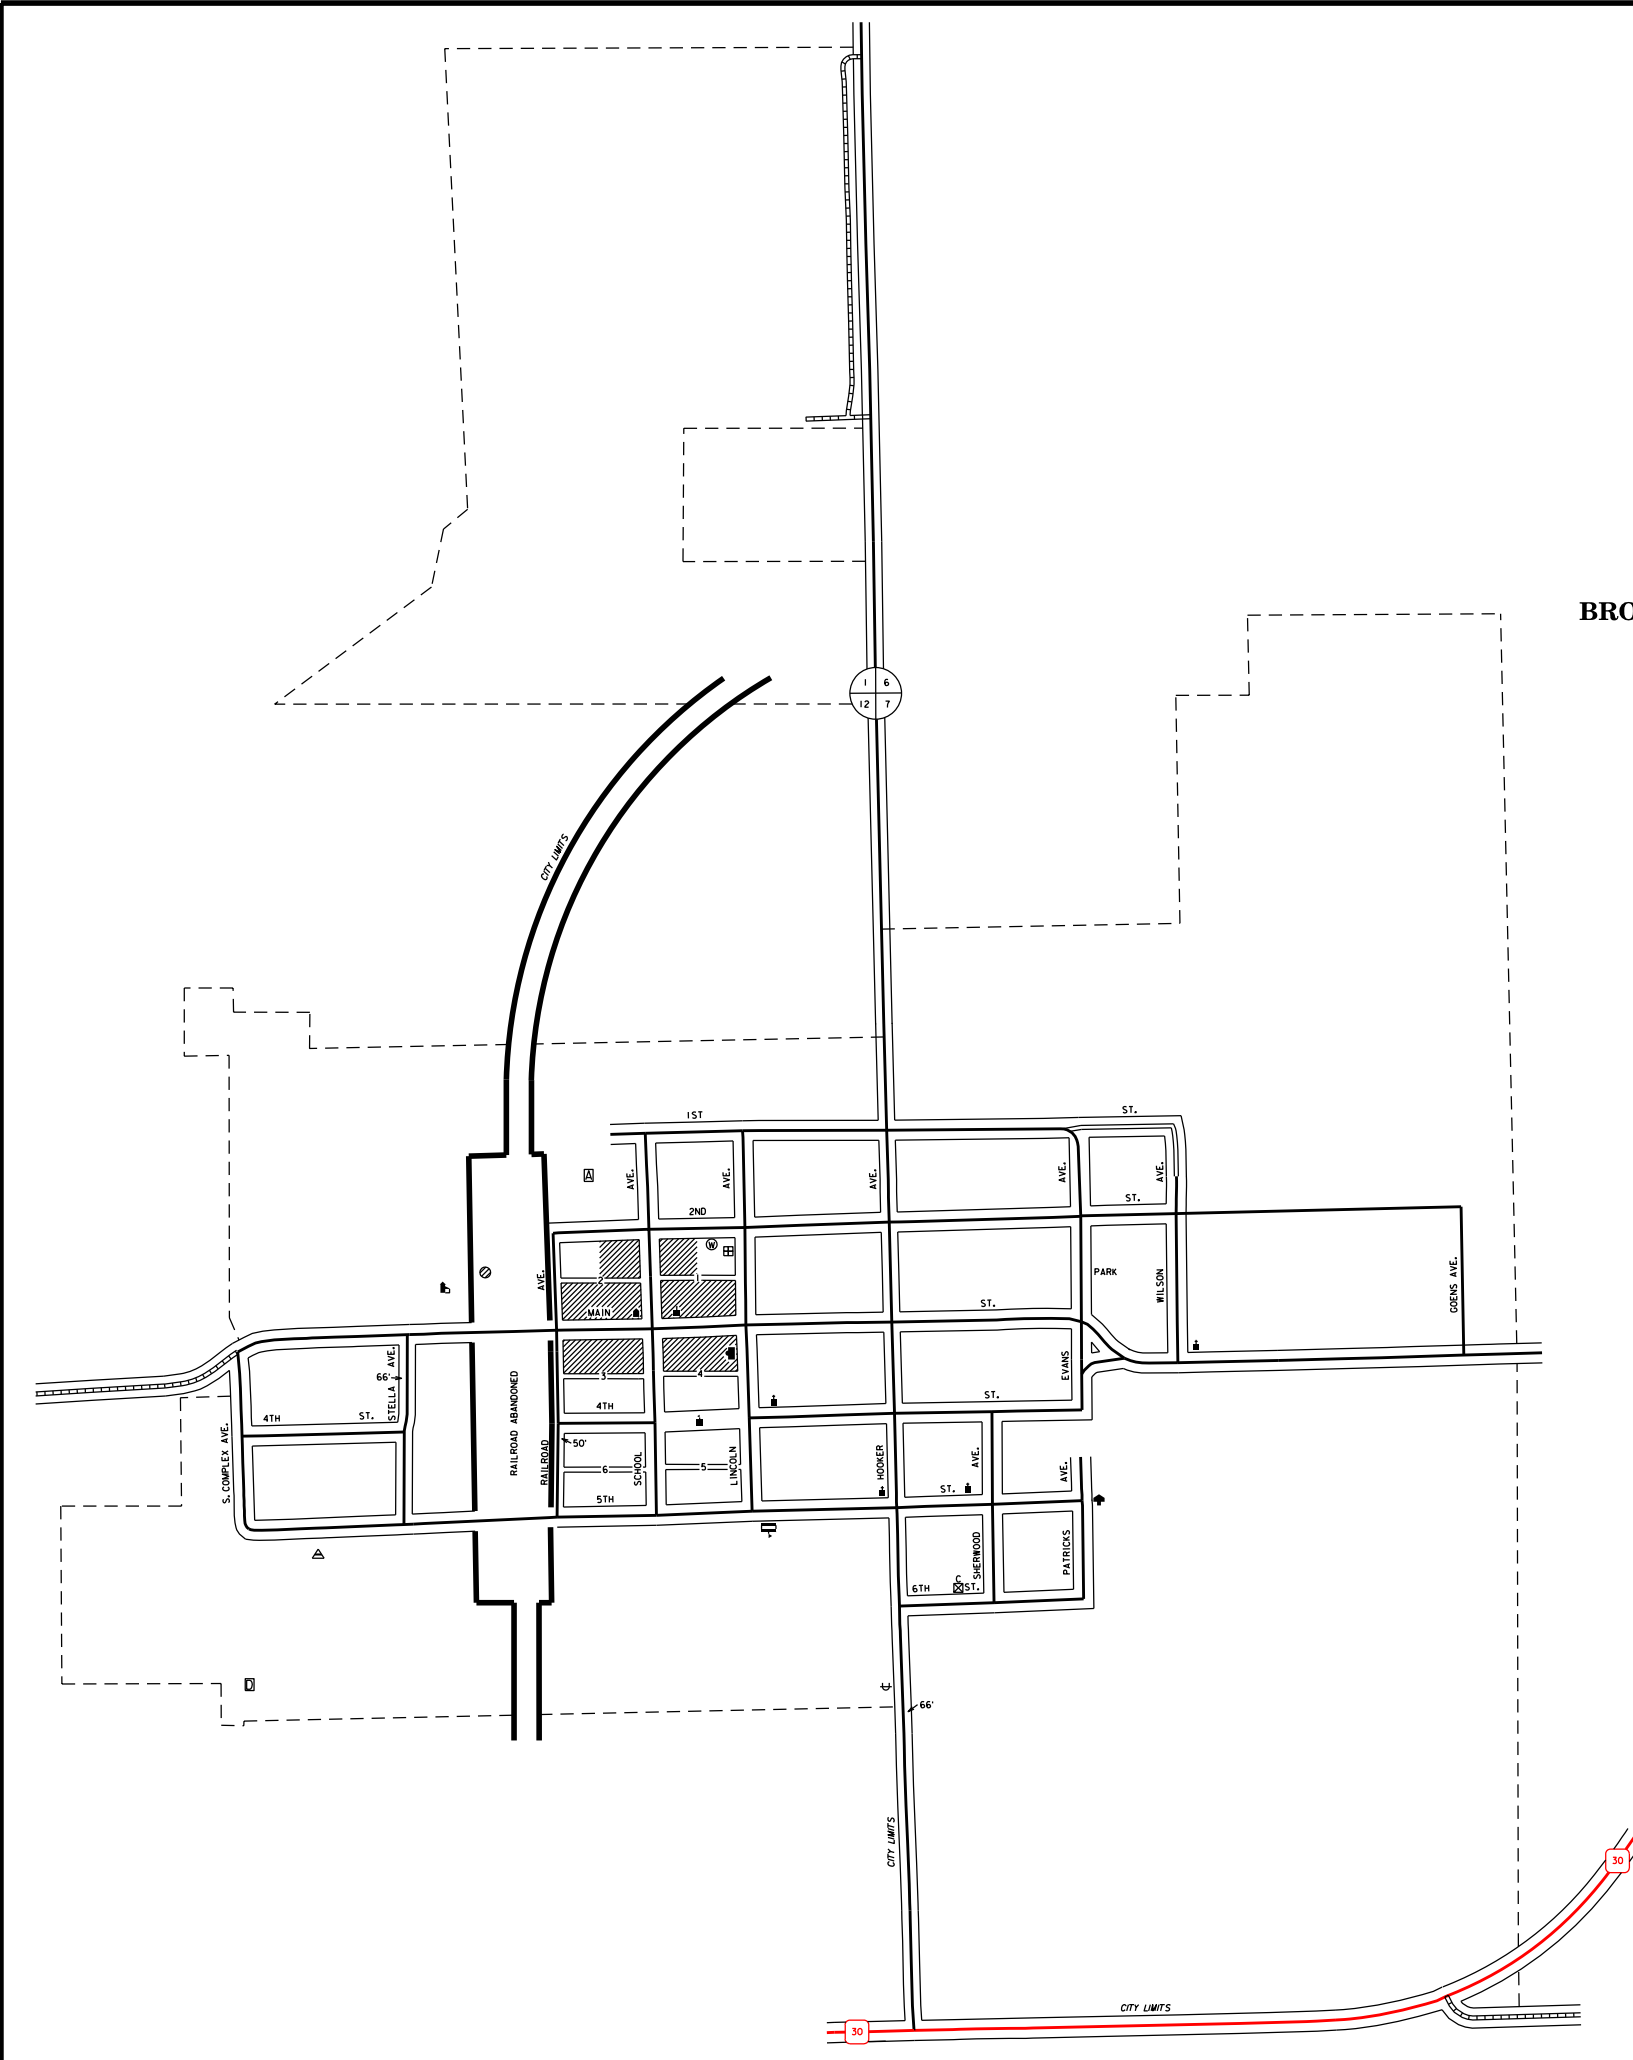 BRO
1 6
12 7
CITY LIMITS
1ST
ST.
A
AVE.
AVE.
AVE.
AVE.
AVE.
2ND
ST.
W
AVE.
2
1
PARK
WILSON
GOENS AVE.
MAIN
ST.
STELLA AVE.
66'
3
4
EVANS
4TH
ST.
RAILROAD ABANDONED
4TH
ST.
S. COMPLEX AVE.
RAILROAD
50'
SCHOOL
LINCOLN
HOOKER
AVE.
AVE.
6
5
5TH
ST.
SHERWOOD
PATRICKS
6TH
C
ST.
D
66'
CITY LIMITS
30
CITY LIMITS
30